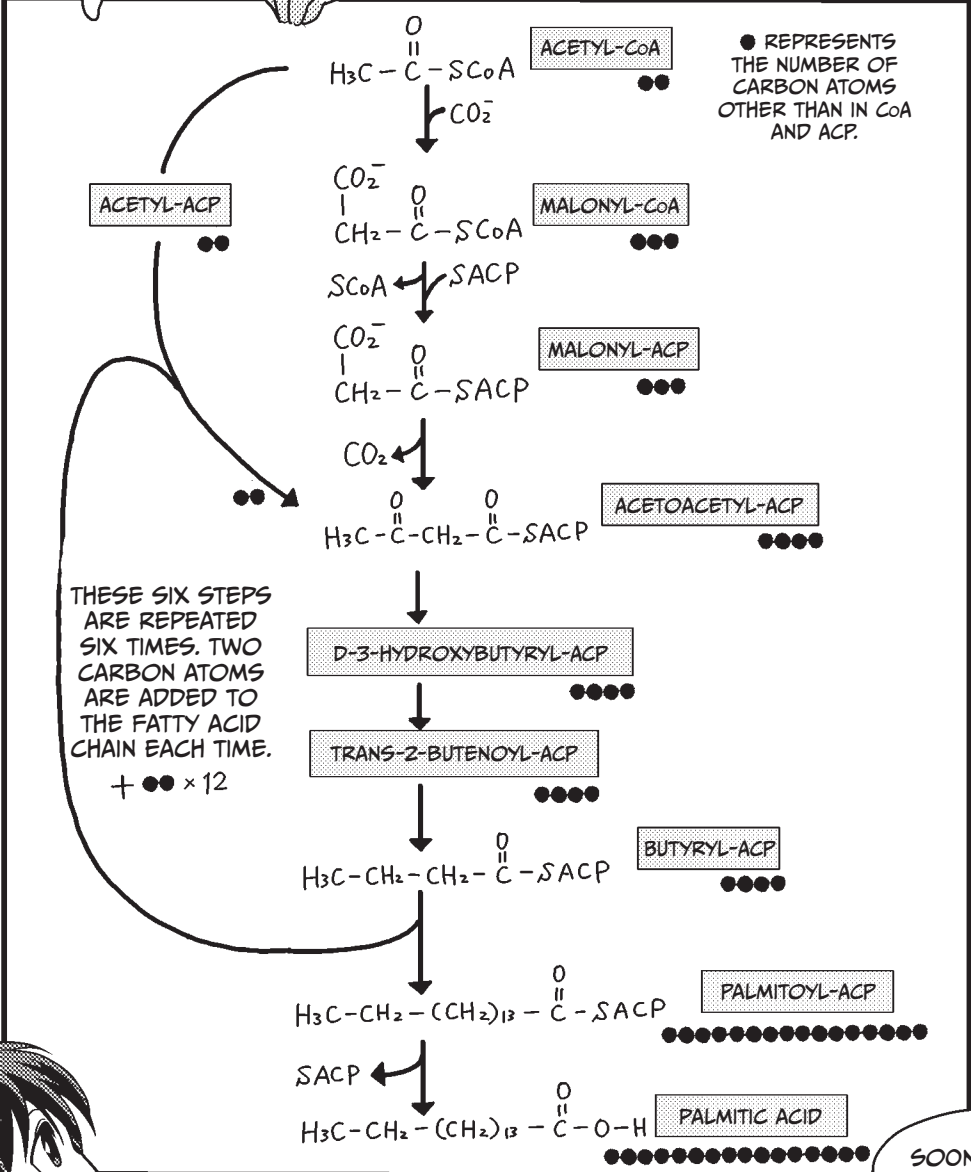 O
||
H₃C – C – SCoA
ACETYL-CoA
● REPRESENTS
THE NUMBER OF
CARBON ATOMS
OTHER THAN IN CoA
AND ACP.
CO₂⁻
ACETYL-ACP
CO₂⁻
|
O
||
CH₂ – C – SCoA
MALONYL-CoA
SCoA
SACP
CO₂⁻
|
O
||
CH₂ – C – SACP
MALONYL-ACP
CO₂
O O
|| ||
H₃C – C – CH₂ – C – SACP
ACETOACETYL-ACP
THESE SIX STEPS
ARE REPEATED
SIX TIMES. TWO
CARBON ATOMS
ARE ADDED TO
THE FATTY ACID
CHAIN EACH TIME.
+ ●● × 12
D-3-HYDROXYBUTYRYL-ACP
TRANS-2-BUTENOYL-ACP
O
||
H₃C – CH₂ – CH₂ – C – SACP
BUTYRYL-ACP
O
||
H₃C – CH₂ – (CH₂)₁₃ – C – SACP
PALMITOYL-ACP
SACP
O
||
H₃C – CH₂ – (CH₂)₁₃ – C – O – H
PALMITIC ACID
SOON